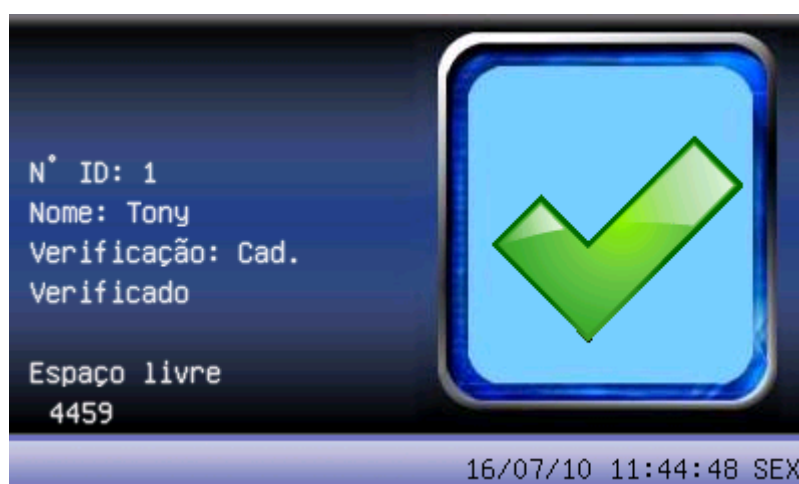 N° ID: 1
Nome: Tony
Verificação: Cad.
Verificado
Espaço livre
4459
16/07/10 11:44:48 SEX